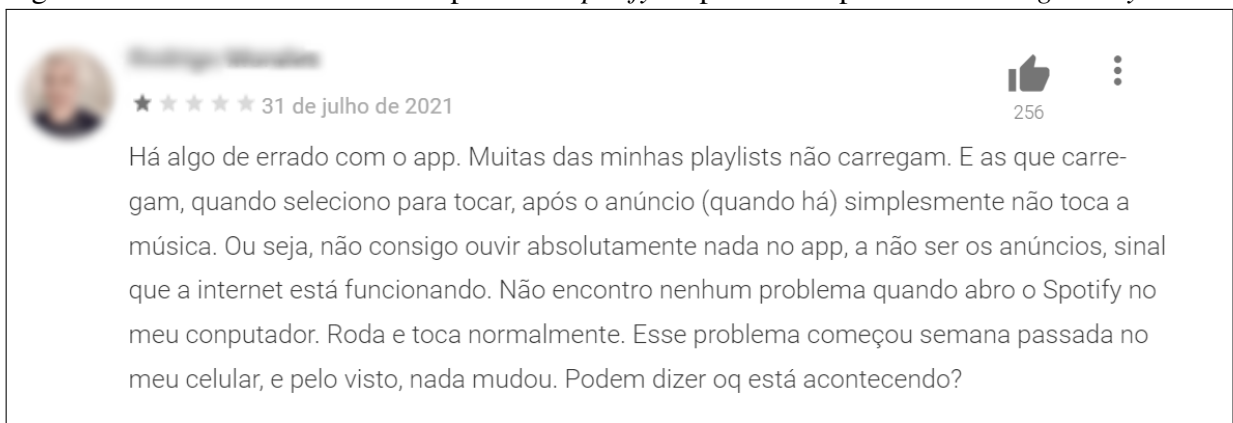 31 de julho de 2021
256
Há algo de errado com o app. Muitas das minhas playlists não carregam. E as que carre-
gam, quando seleciono para tocar, após o anúncio (quando há) simplesmente não toca a
música. Ou seja, não consigo ouvir absolutamente nada no app, a não ser os anúncios, sinal
que a internet está funcionando. Não encontro nenhum problema quando abro o Spotify no
meu conputador. Roda e toca normalmente. Esse problema começou semana passada no
meu celular, e pelo visto, nada mudou. Podem dizer oq está acontecendo?